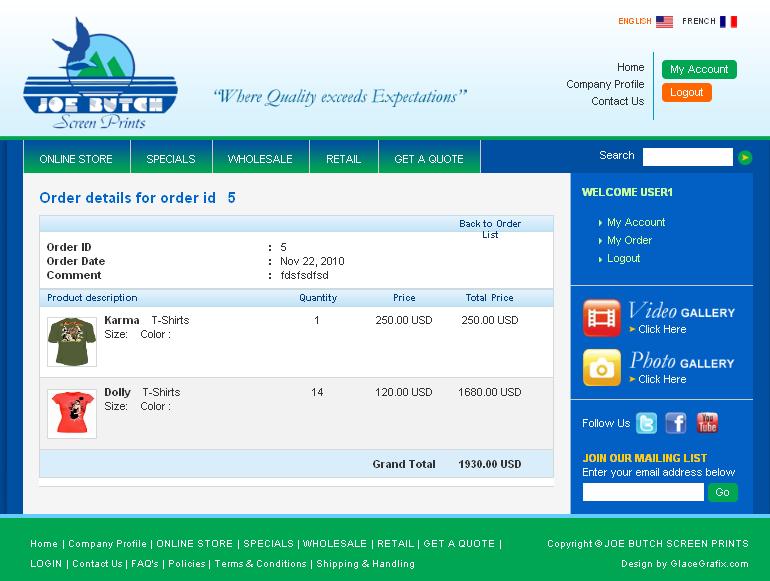 ENGLISH FRENCH
JOE BUTCH
Screen Prints
"Where Quality exceeds Expectations"
Home
Company Profile
Contact Us
My Account
Logout
ONLINE STORE SPECIALS WHOLESALE RETAIL GET A QUOTE
Search
Order details for order id 5
Back to Order
List
Order ID : 5
Order Date : Nov 22, 2010
Comment : fdsfsdfsd
Product description Quantity Price Total Price
Karma T-Shirts 1 250.00 USD 250.00 USD
Size: Color :
Dolly T-Shirts 14 120.00 USD 1680.00 USD
Size: Color :
Grand Total 1930.00 USD
WELCOME USER1
My Account
My Order
Logout
Video GALLERY
Click Here
Photo GALLERY
Click Here
Follow Us
You
Tube
JOIN OUR MAILING LIST
Enter your email address below
Go
Home | Company Profile | ONLINE STORE | SPECIALS | WHOLESALE | RETAIL | GET A QUOTE |
LOGIN | Contact Us | FAQ's | Policies | Terms & Conditions | Shipping & Handling
Copyright © JOE BUTCH SCREEN PRINTS
Design by GlaceGrafix.com